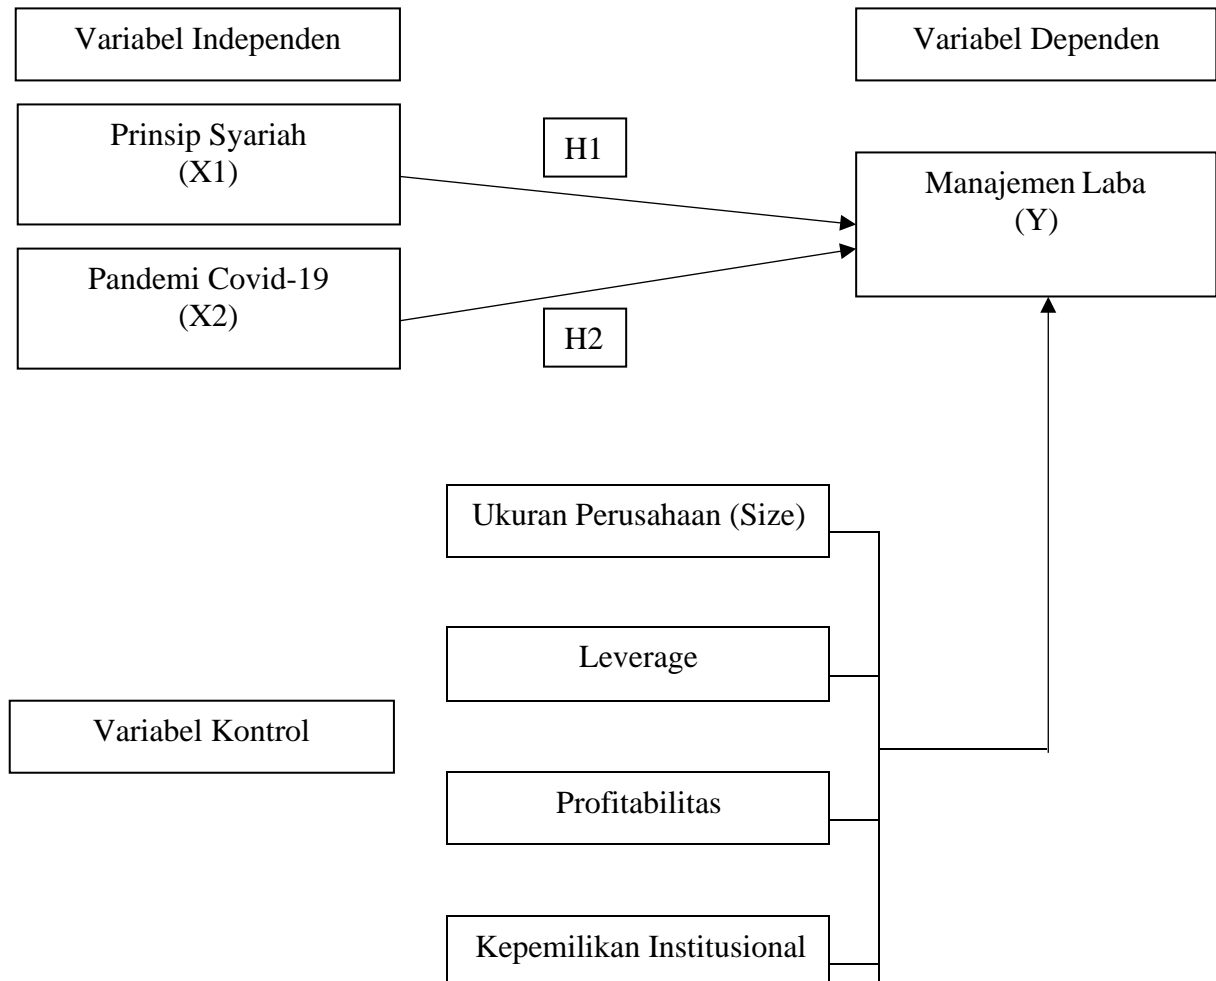 Variabel Independen
Variabel Dependen
Prinsip Syariah
(X1)
H1
Manajemen Laba
(Y)
Pandemi Covid-19
(X2)
H2
Ukuran Perusahaan (Size)
Leverage
Variabel Kontrol
Profitabilitas
Kepemilikan Institusional